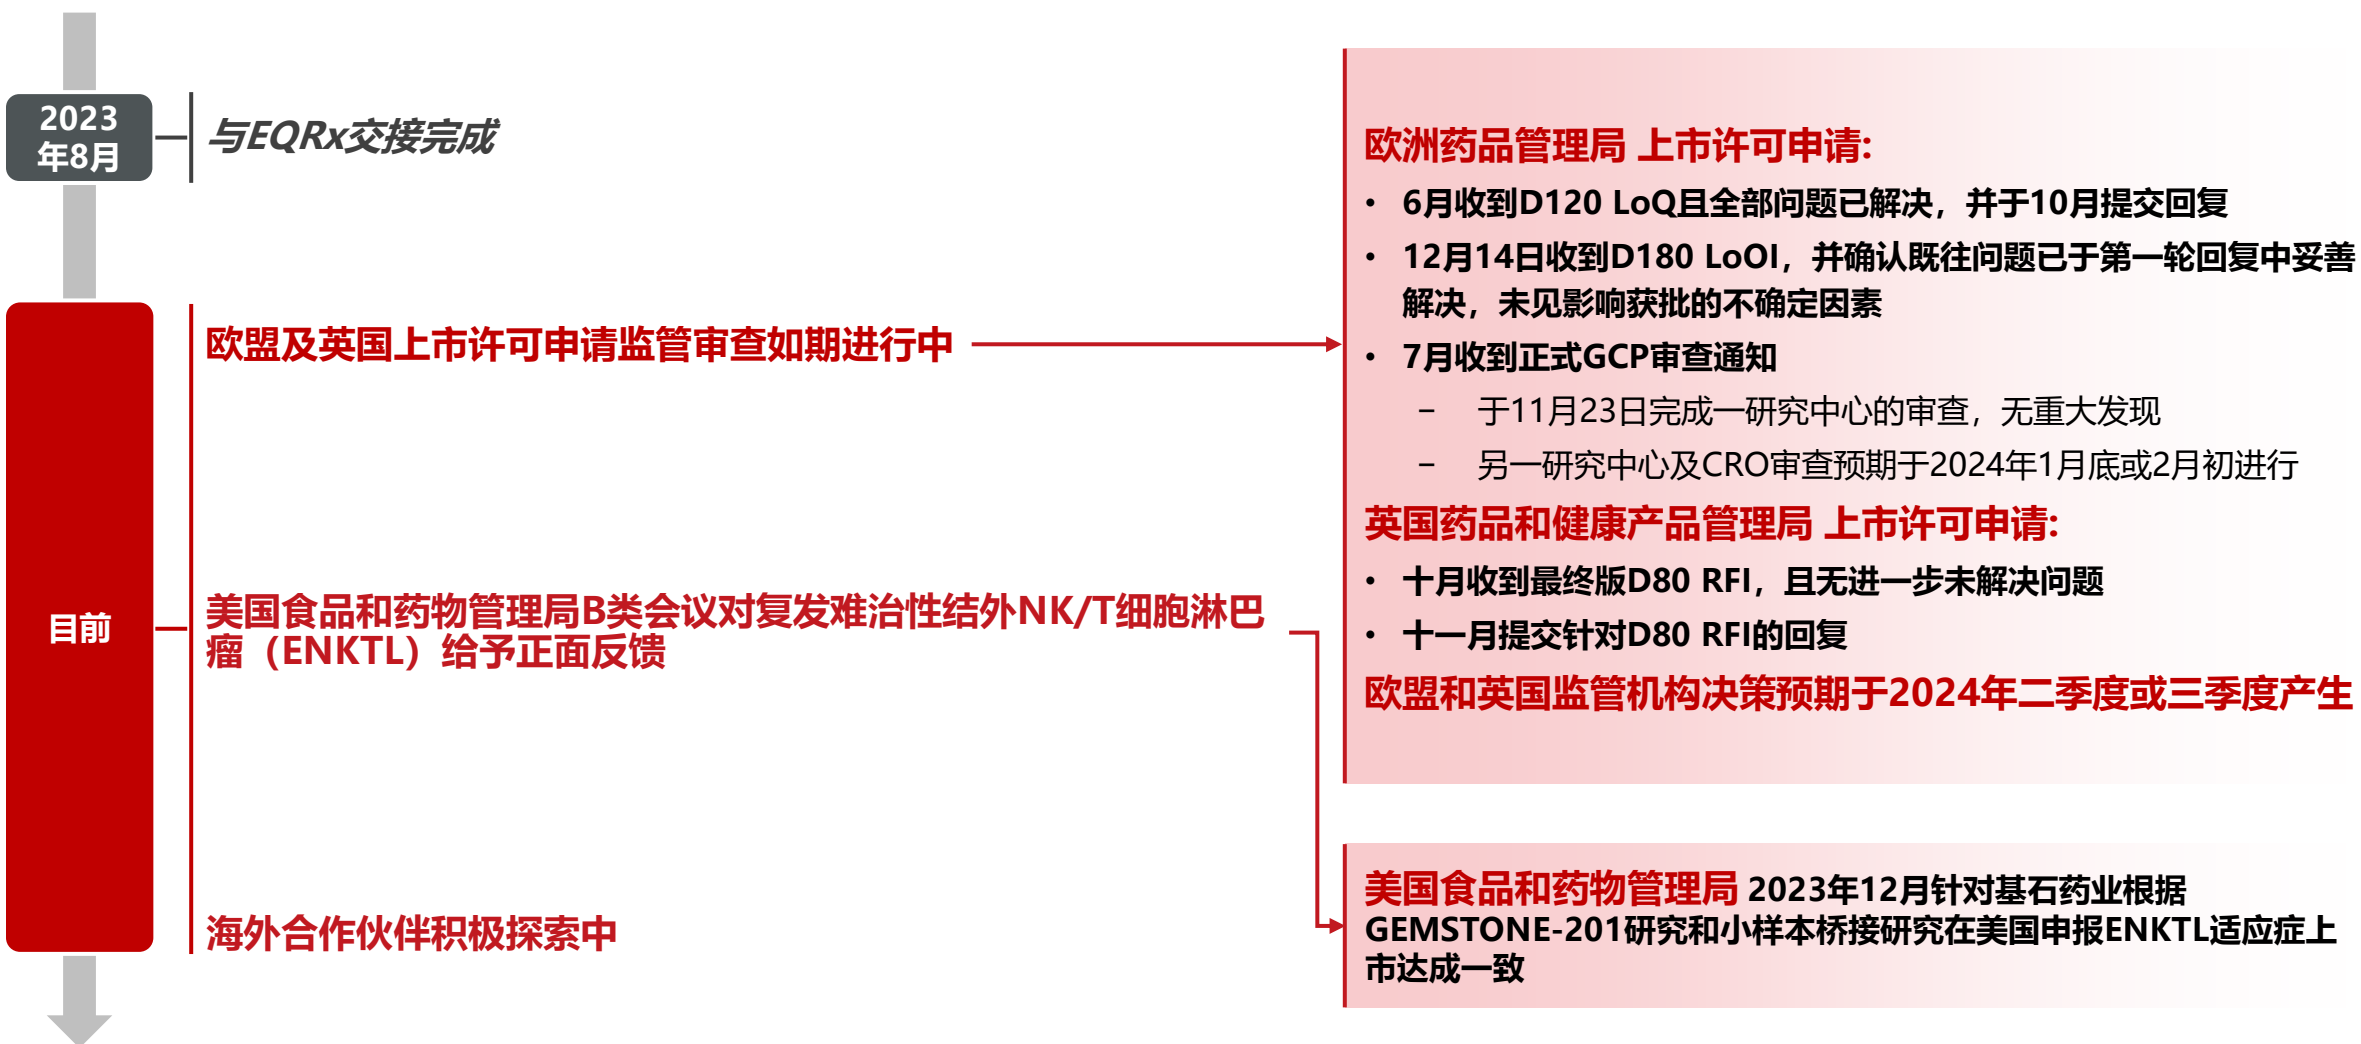 2023
年8月
与EQRx交接完成
目前
欧盟及英国上市许可申请监管审查如期进行中
美国食品和药物管理局B类会议对复发难治性结外NK/T细胞淋巴
瘤（ENKTL）给予正面反馈
海外合作伙伴积极探索中
欧洲药品管理局 上市许可申请:
• 6月收到D120 LoQ且全部问题已解决，并于10月提交回复
• 12月14日收到D180 LoOI，并确认既往问题已于第一轮回复中妥善
解决，未见影响获批的不确定因素
• 7月收到正式GCP审查通知
– 于11月23日完成一研究中心的审查，无重大发现
– 另一研究中心及CRO审查预期于2024年1月底或2月初进行
英国药品和健康产品管理局 上市许可申请:
• 十月收到最终版D80 RFI，且无进一步未解决问题
• 十一月提交针对D80 RFI的回复
欧盟和英国监管机构决策预期于2024年二季度或三季度产生
美国食品和药物管理局 2023年12月针对基石药业根据
GEMSTONE-201研究和小样本桥接研究在美国申报ENKTL适应症上
市达成一致